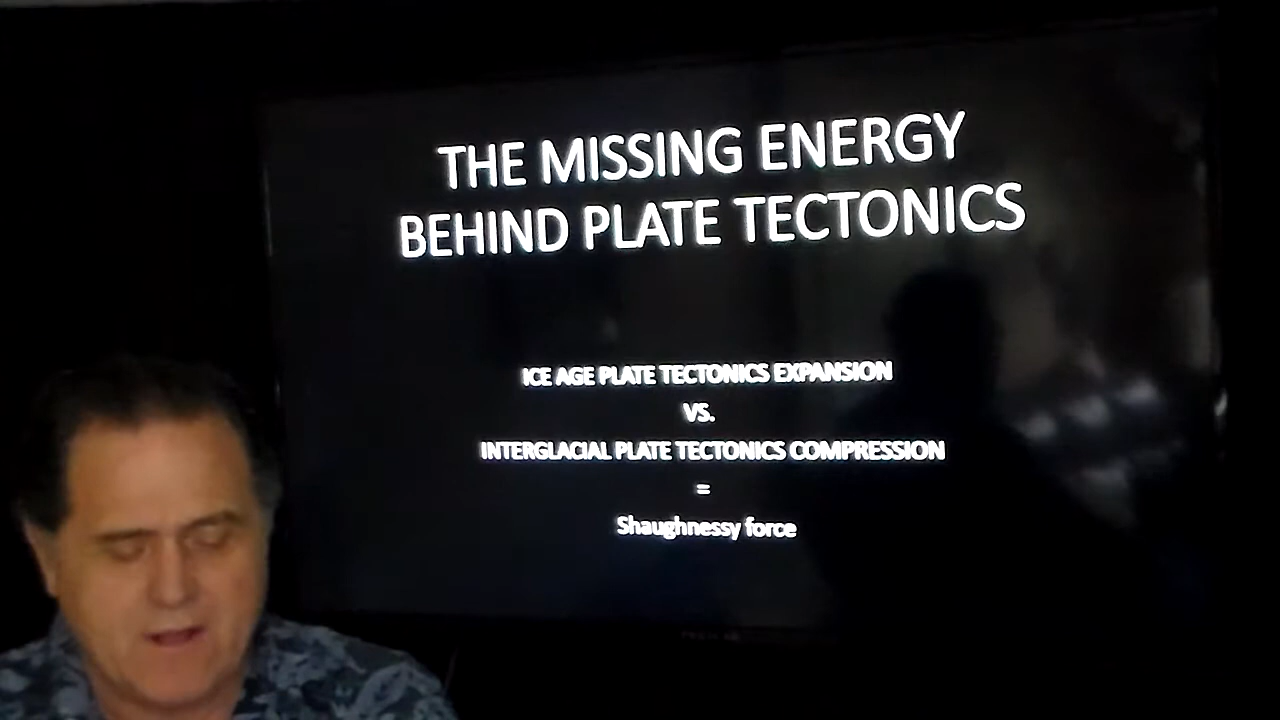 THE MISSING ENERGY
BEHIND PLATE TECTONICS
ICE AGE PLATE TECTONICS EXPANSION
VS.
INTERGLACIAL PLATE TECTONICS COMPRESSION
=
Shaughnessy force